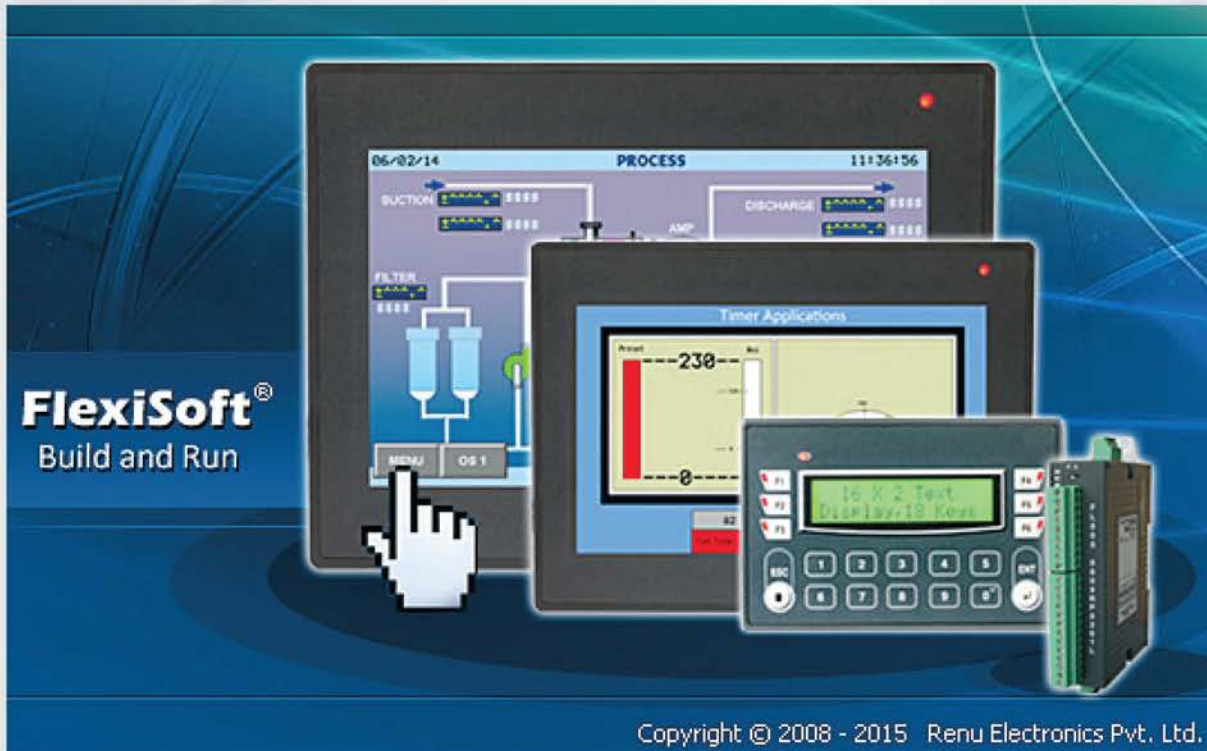 FlexiSoft®
Build and Run
06/02/14 PROCESS 11:36:56
SUCTION
DISCHARGE
AMP
FILTER
MENU OS 1
Timer Applications
Preset
230
0
16 X 2 Text
Display,18 Keys
F1
F2
F3
F4
F5
F6
ESC 1 2 3 4 5 ENT
6 7 8 9 0
Copyright © 2008 - 2015 Renu Electronics Pvt. Ltd.